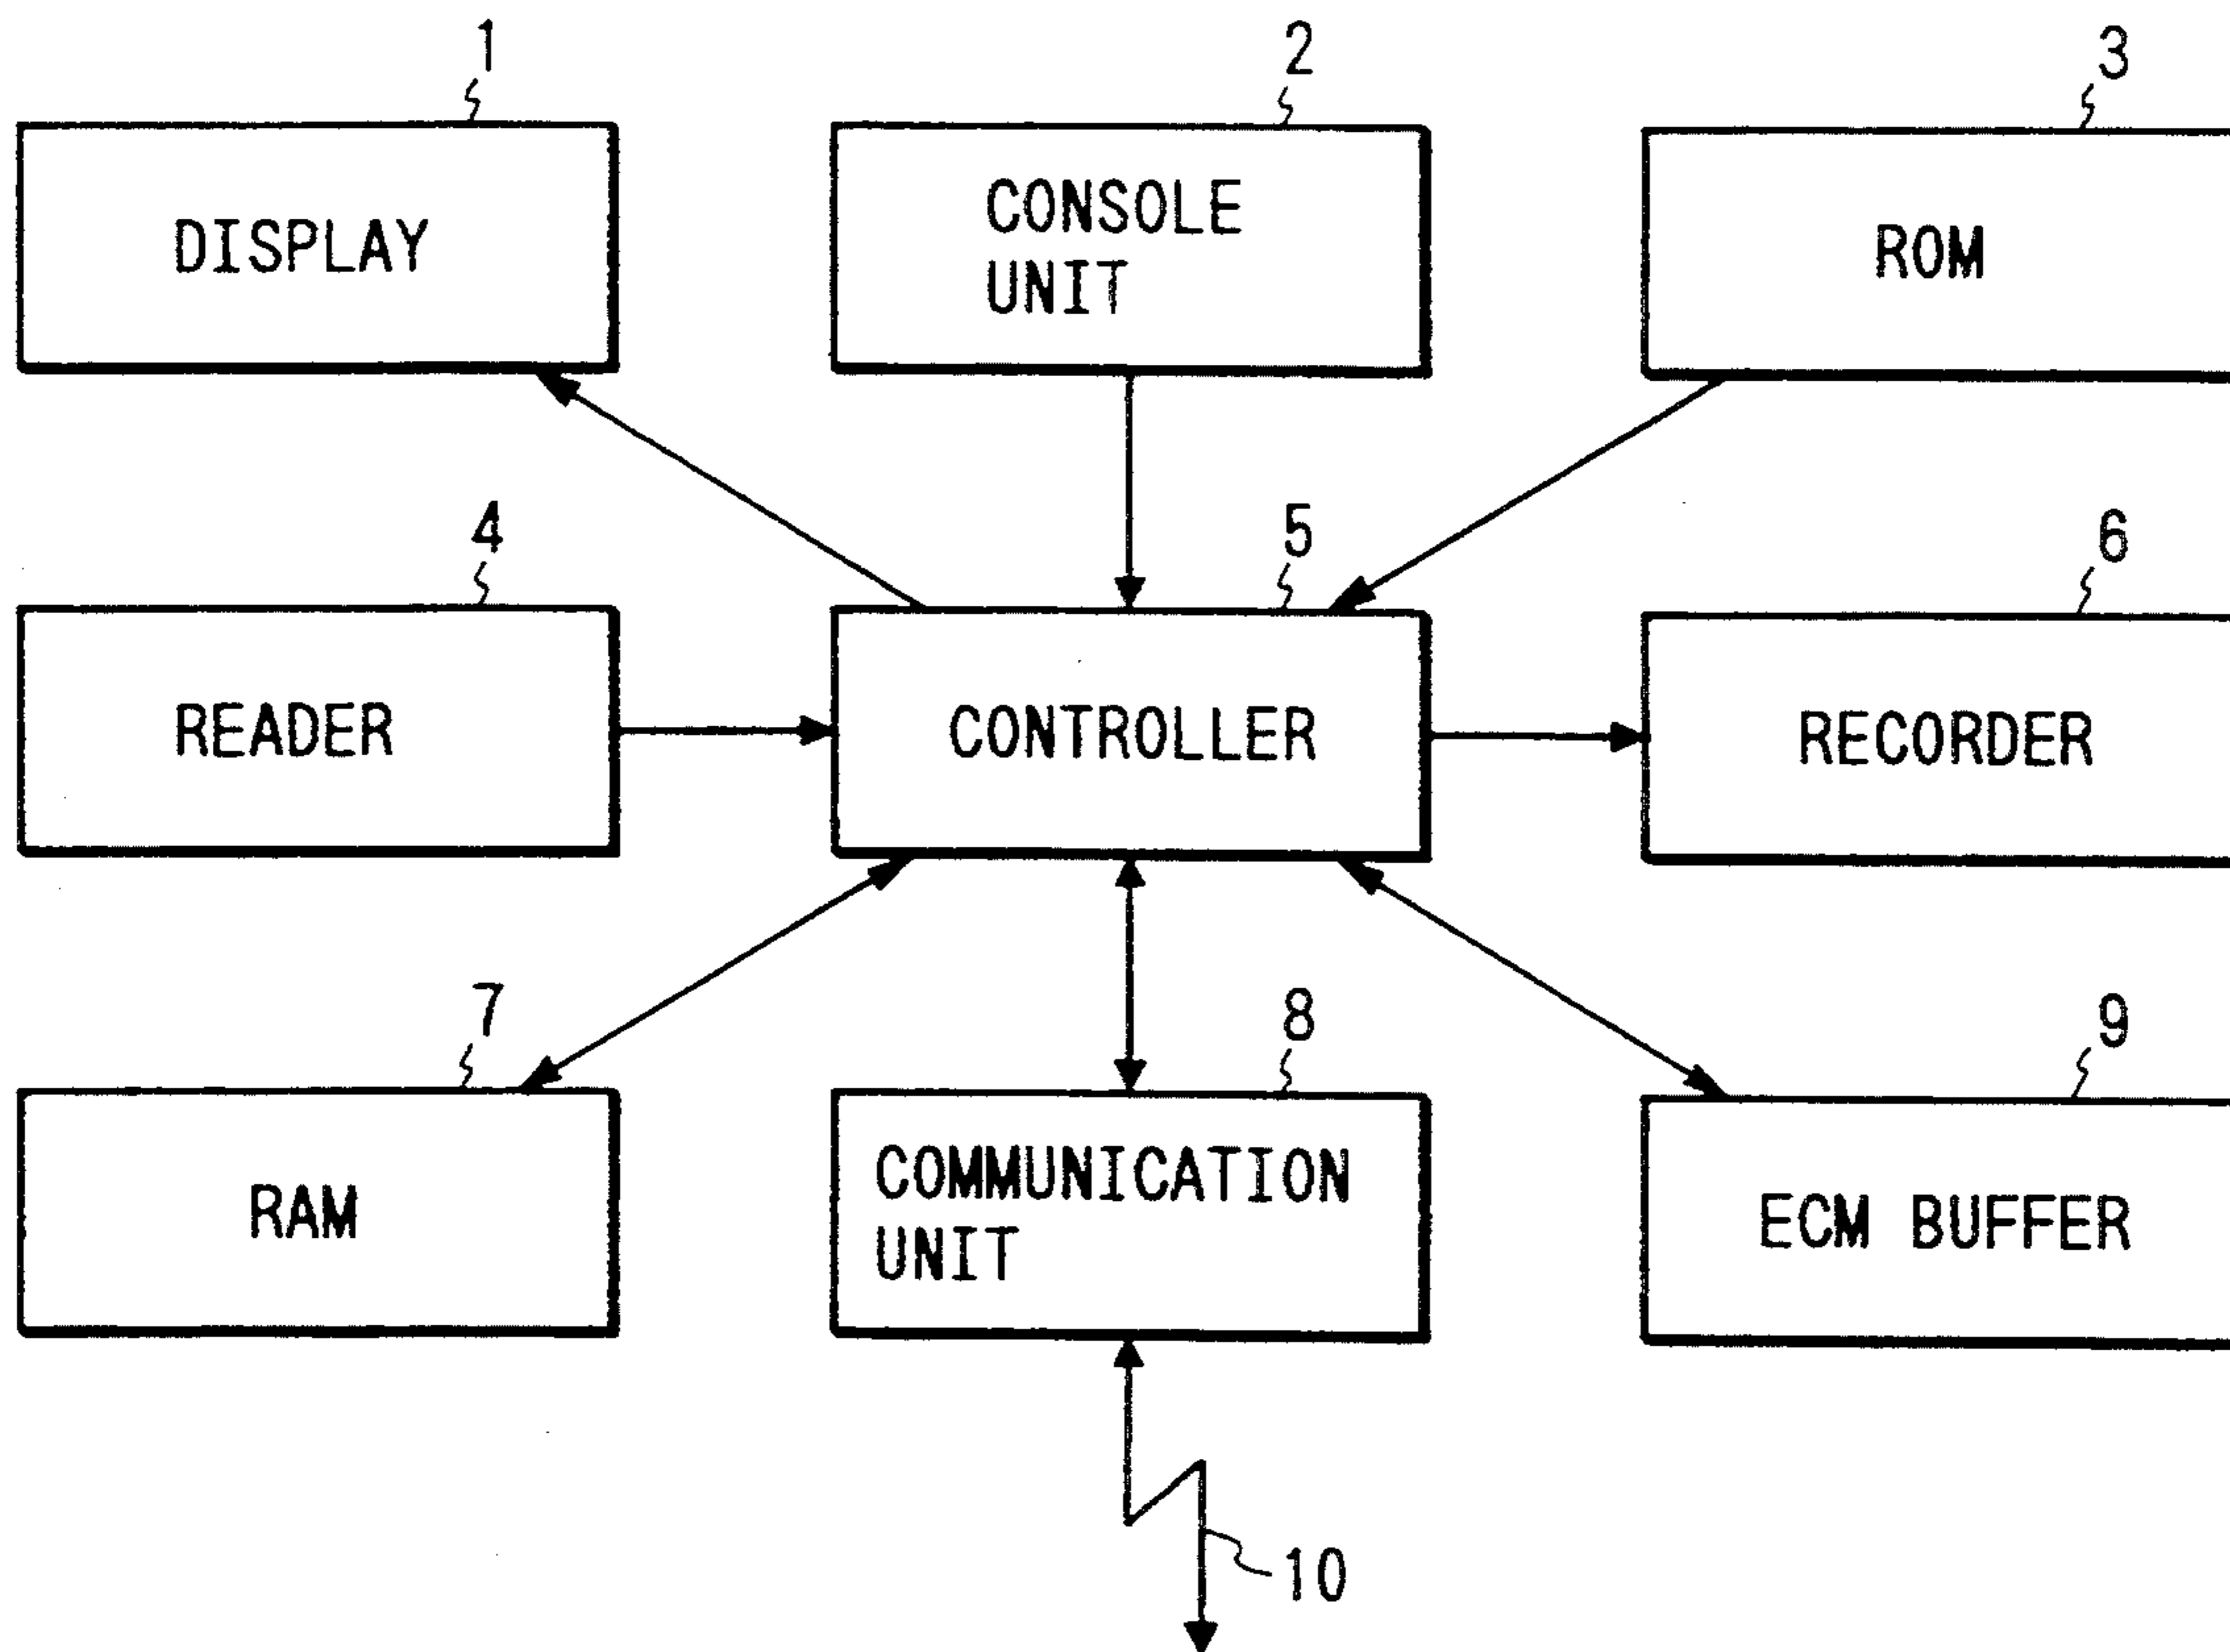 1
2
3
DISPLAY
CONSOLE
UNIT
ROM
4
5
6
READER
CONTROLLER
RECORDER
7
8
9
RAM
COMMUNICATION
UNIT
ECM BUFFER
10